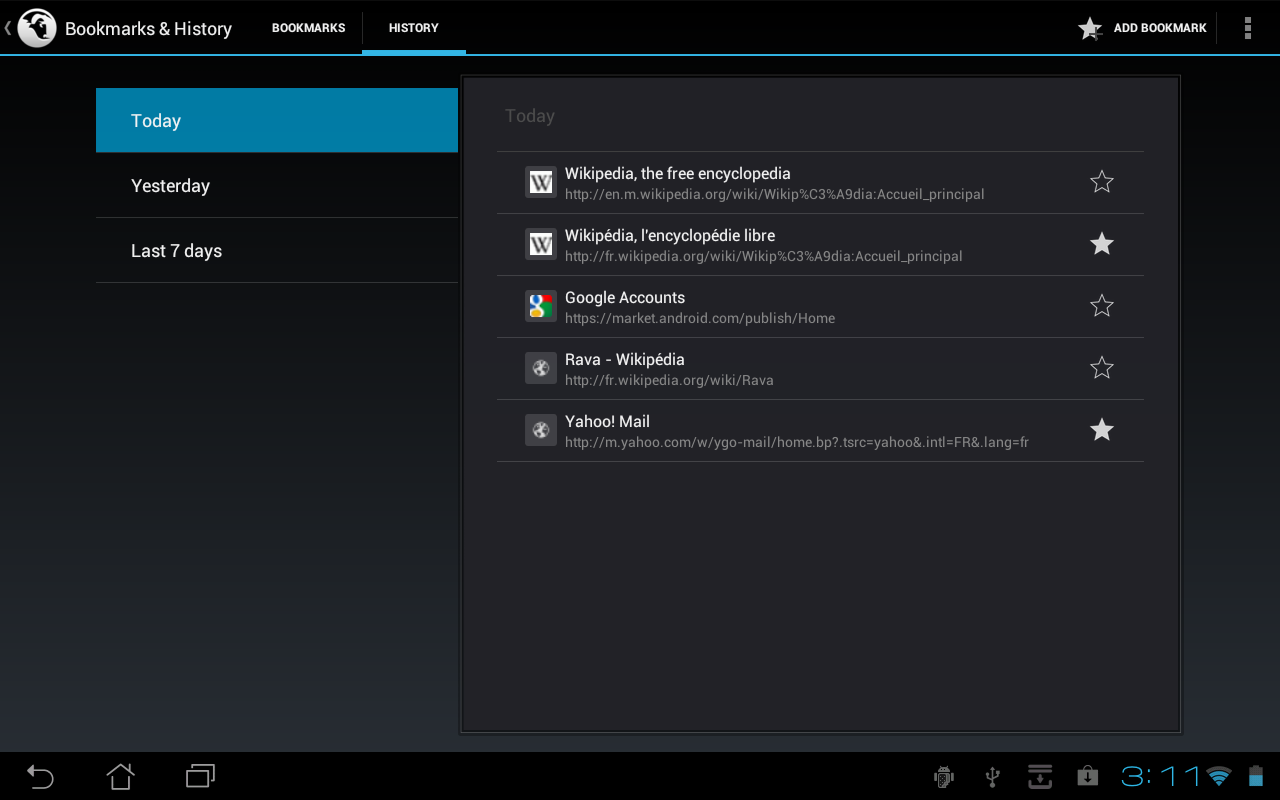 Bookmarks & History
BOOKMARKS
HISTORY
ADD BOOKMARK
Today
Yesterday
Last 7 days
Today
Wikipedia, the free encyclopedia
http://en.m.wikipedia.org/wiki/Wikip%C3%A9dia:Accueil_principal
Wikipédia, l'encyclopédie libre
http://fr.wikipedia.org/wiki/Wikip%C3%A9dia:Accueil_principal
Google Accounts
https://market.android.com/publish/Home
Rava - Wikipédia
http://fr.wikipedia.org/wiki/Rava
Yahoo! Mail
http://m.yahoo.com/w/ygo-mail/home.bp?.tsrc=yahoo&.intl=FR&.lang=fr
3:11